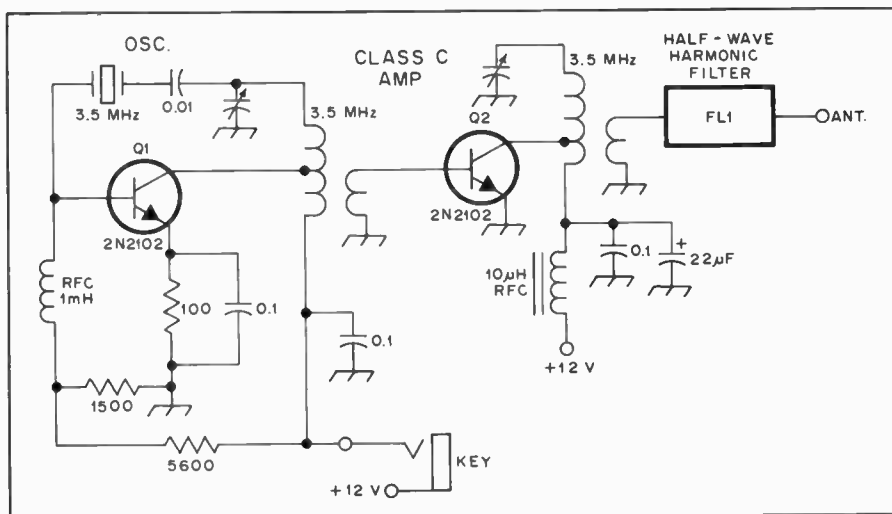 OSC.
3.5 MHz
0.01
3.5 MHz
Q1
2N2102
RFC
1mH
100
0.1
1500
5600
0.1
+12 V
KEY
CLASS C
AMP
Q2
2N2102
3.5 MHz
10µH
RFC
+12 V
0.1
+
22µF
HALF-WAVE
HARMONIC
FILTER
FL1
ANT.